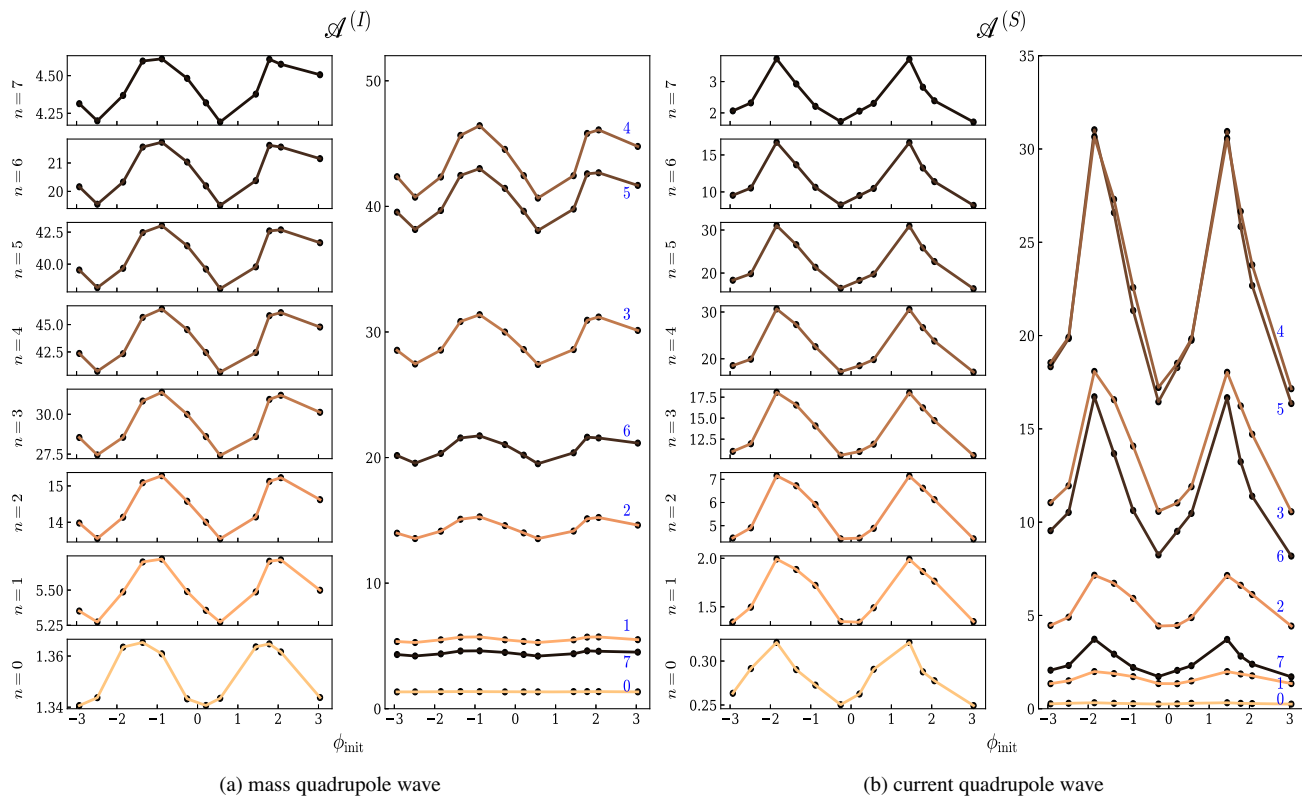 𝒜^(I)
n = 7
4.50
4.25
n = 6
21
20
n = 5
42.5
40.0
n = 4
45.0
42.5
n = 3
30.0
27.5
n = 2
15
14
n = 1
5.50
5.25
n = 0
1.36
1.34
−3 −2 −1 0 1 2 3
50
40
30
20
10
0
4
5
3
6
2
1
7
0
−3 −2 −1 0 1 2 3
ϕinit
(a) mass quadrupole wave
𝒜^(S)
n = 7
3
2
n = 6
15
10
n = 5
30
20
n = 4
30
20
n = 3
17.5
15.0
12.5
n = 2
7
6
5
n = 1
2.0
1.5
n = 0
0.30
0.25
−3 −2 −1 0 1 2 3
35
30
25
20
15
10
5
0
4
5
3
6
2
7
1
0
−3 −2 −1 0 1 2 3
ϕinit
(b) current quadrupole wave